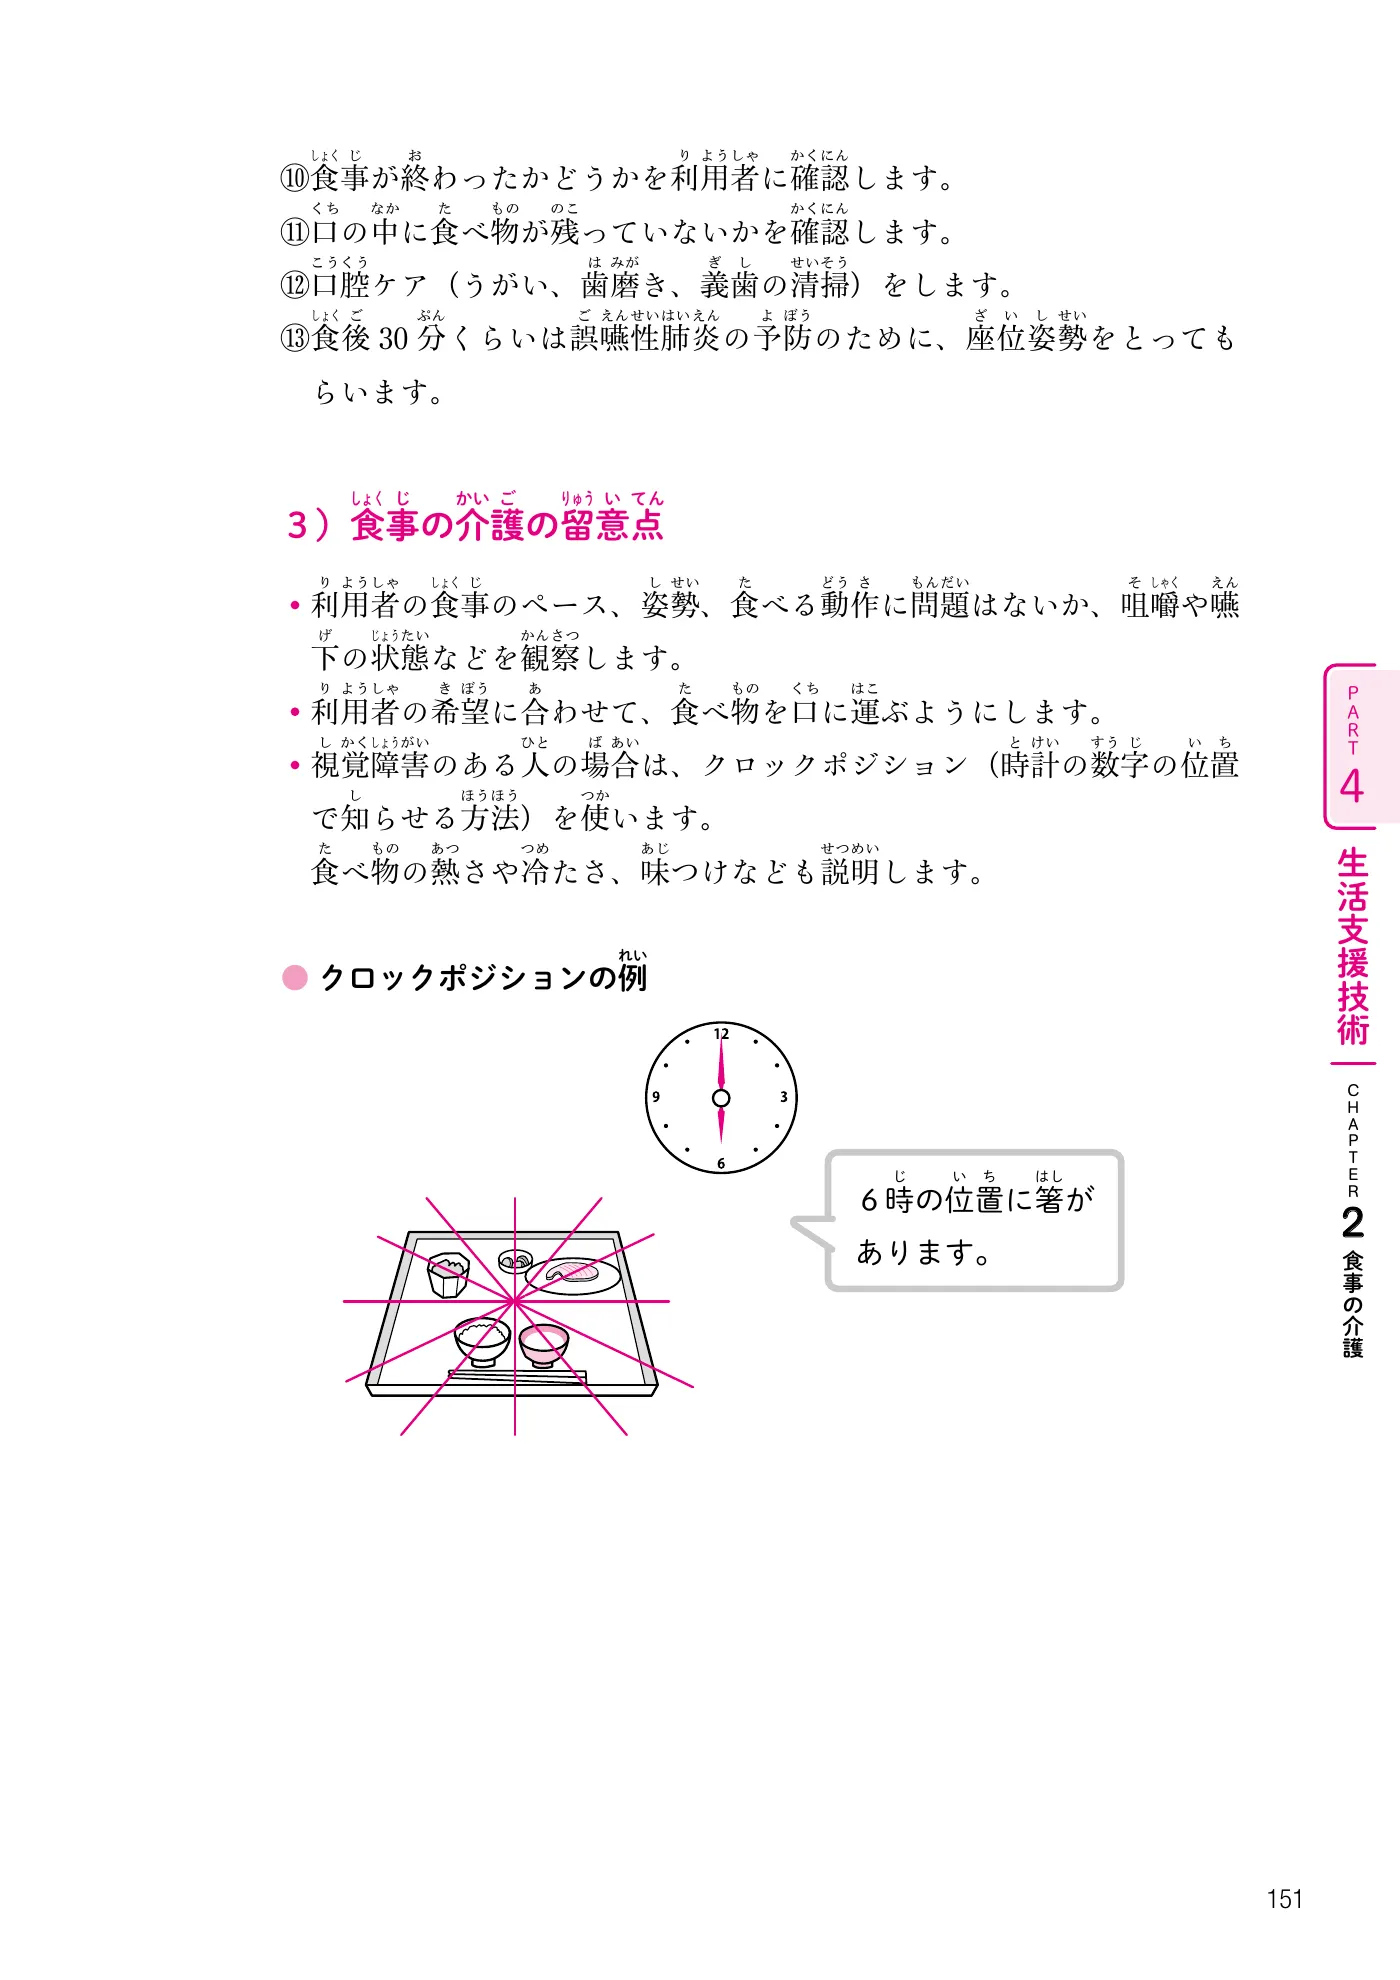 ⑩食事が終わったかどうかを利用者に確認します。
⑪口の中に食べ物が残っていないかを確認します。
⑫口腔ケア（うがい、歯磨き、義歯の清掃）をします。
⑬食後30分くらいは誤嚥性肺炎の予防のために、座位姿勢をとっても
らいます。
3）食事の介護の留意点
・利用者の食事のペース、姿勢、食べる動作に問題はないか、咀嚼や嚥
下の状態などを観察します。
・利用者の希望に合わせて、食べ物を口に運ぶようにします。
・視覚障害のある人の場合は、クロックポジション（時計の数字の位置
で知らせる方法）を使います。
食べ物の熱さや冷たさ、味つけなども説明します。
●クロックポジションの例
12
9
3
6
6時の位置に箸が
あります。
PART
4
生活支援技術
CHAPTER
2
食事の介護
151